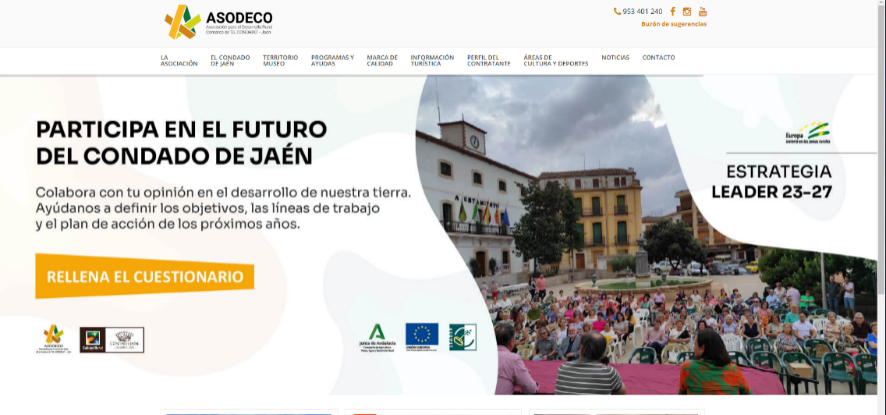 ASODECO
Asociación para el Desarrollo Rural
Comarca de "EL CONDADO" - Jaén
953 401 240
Buzón de sugerencias
LA ASOCIACIÓN
EL CONDADO DE JAÉN
TERRITORIO MUSEO
PROGRAMAS Y AYUDAS
MARCA DE CALIDAD
INFORMACIÓN TURÍSTICA
PERFIL DEL CONTRATANTE
ÁREAS DE CULTURA Y DEPORTES
NOTICIAS
CONTACTO
PARTICIPA EN EL FUTURO
DEL CONDADO DE JAÉN
Colabora con tu opinión en el desarrollo de nuestra tierra.
Ayúdanos a definir los objetivos, las líneas de trabajo
y el plan de acción de los próximos años.
RELLENA EL CUESTIONARIO
Europa
ESTRATEGIA
LEADER 23-27
ASODECO
Junta de Andalucía
UNIÓN EUROPEA